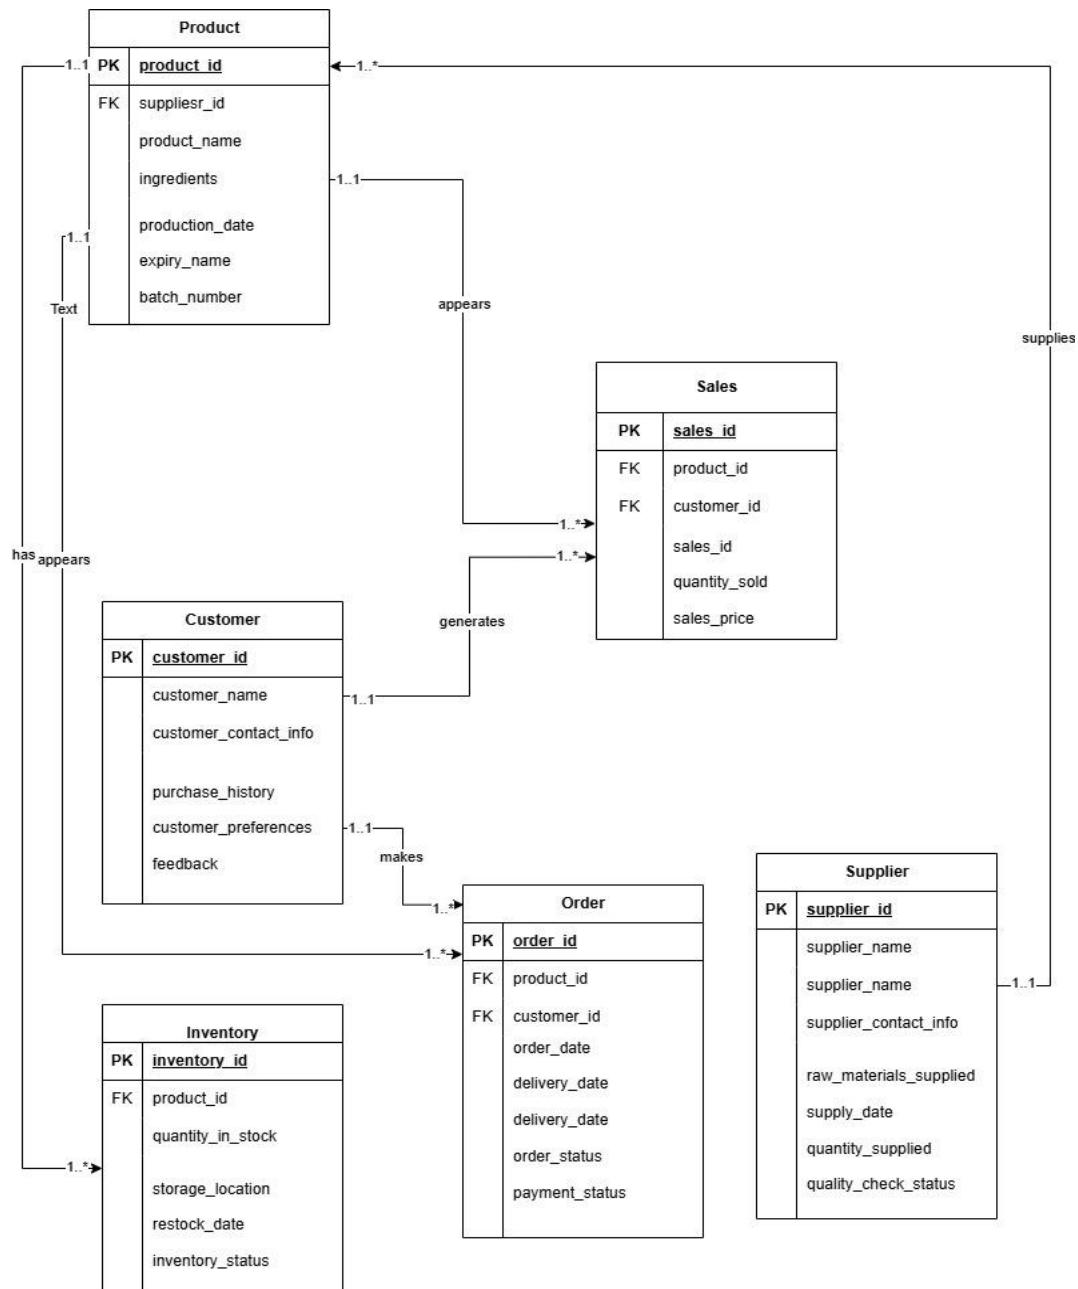 Product
1..1 PK product_id 1..*
FK suppliesr_id
product_name
ingredients 1..1
production_date
1..1
expiry_name
batch_number
Text
appears
supplies
Sales
PK sales_id
FK product_id
FK customer_id
1..*
sales_id
1..*
quantity_sold
sales_price
has
appears
generates
Customer
PK customer_id
customer_name 1..1
customer_contact_info
purchase_history
customer_preferences 1..1
feedback
makes
1..*
Order
PK order_id
1..*
FK product_id
FK customer_id
order_date
delivery_date
delivery_date
order_status
payment_status
Supplier
PK supplier_id
supplier_name
supplier_name 1..1
supplier_contact_info
raw_materials_supplied
supply_date
quantity_supplied
quality_check_status
Inventory
PK inventory_id
FK product_id
quantity_in_stock
1..*
storage_location
restock_date
inventory_status